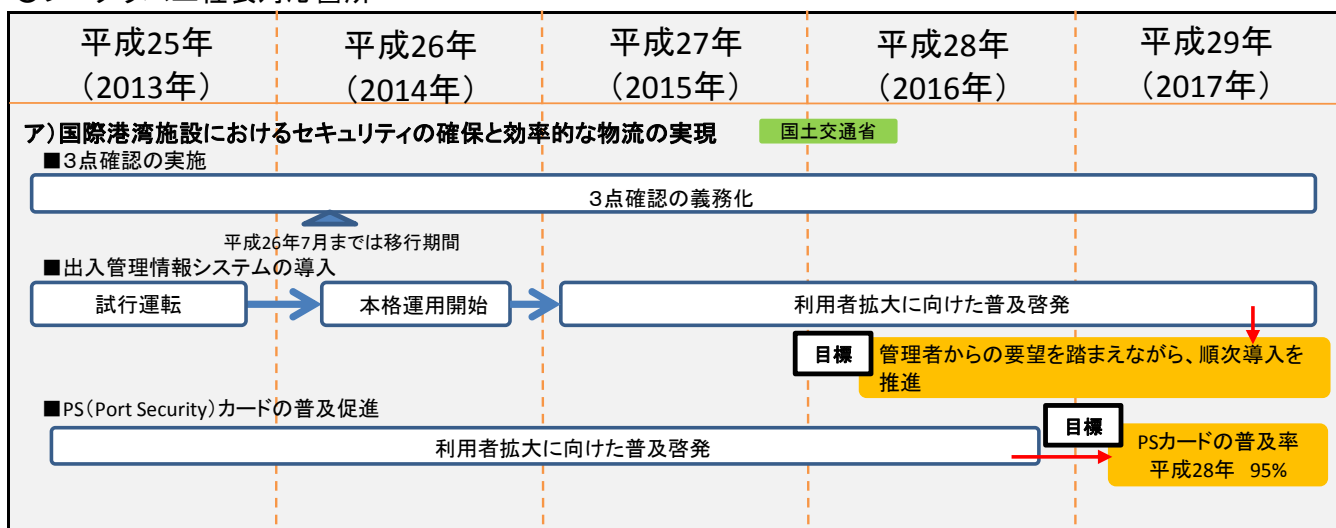 平成25年
(2013年)
平成26年
(2014年)
平成27年
(2015年)
平成28年
(2016年)
平成29年
(2017年)
ア)国際港湾施設におけるセキュリティの確保と効率的な物流の実現
国土交通省
■3点確認の実施
3点確認の義務化
平成26年7月までは移行期間
■出入管理情報システムの導入
試行運転
本格運用開始
利用者拡大に向けた普及啓発
目標
管理者からの要望を踏まえながら、順次導入を
推進
■PS(Port Security)カードの普及促進
利用者拡大に向けた普及啓発
目標
PSカードの普及率
平成28年 95%